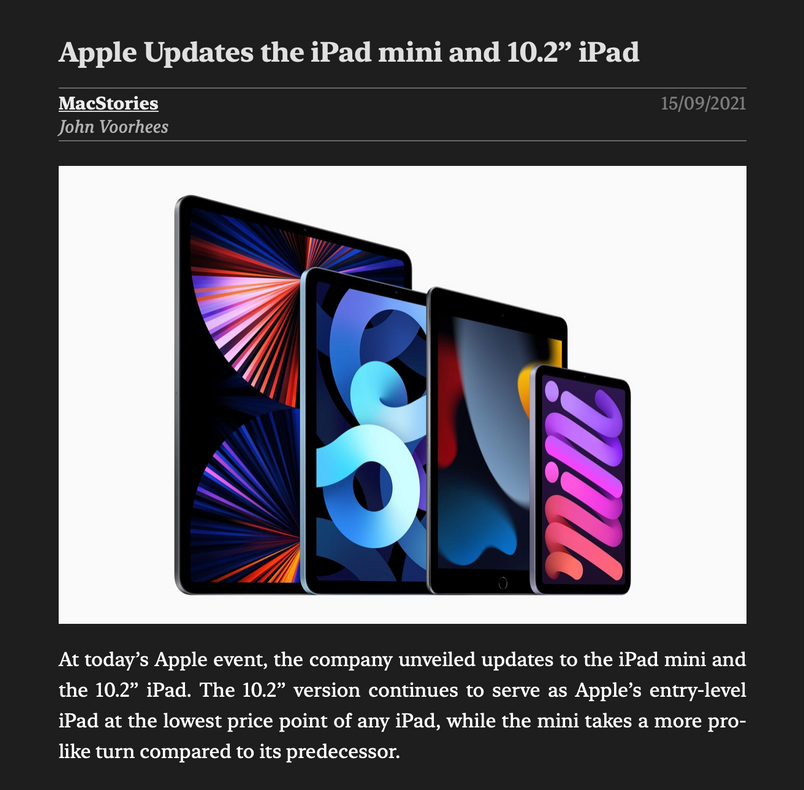 Apple Updates the iPad mini and 10.2” iPad
MacStories
15/09/2021
John Voorhees
mini
At today’s Apple event, the company unveiled updates to the iPad mini and
the 10.2” iPad. The 10.2” version continues to serve as Apple’s entry-level
iPad at the lowest price point of any iPad, while the mini takes a more pro-
like turn compared to its predecessor.